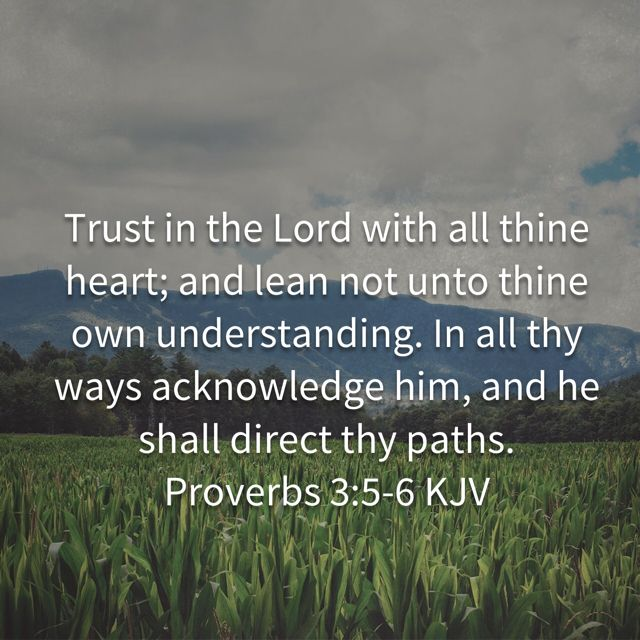 Trust in the Lord with all thine
heart; and lean not unto thine
own understanding. In all thy
ways acknowledge him, and he
shall direct thy paths.
Proverbs 3:5-6 KJV